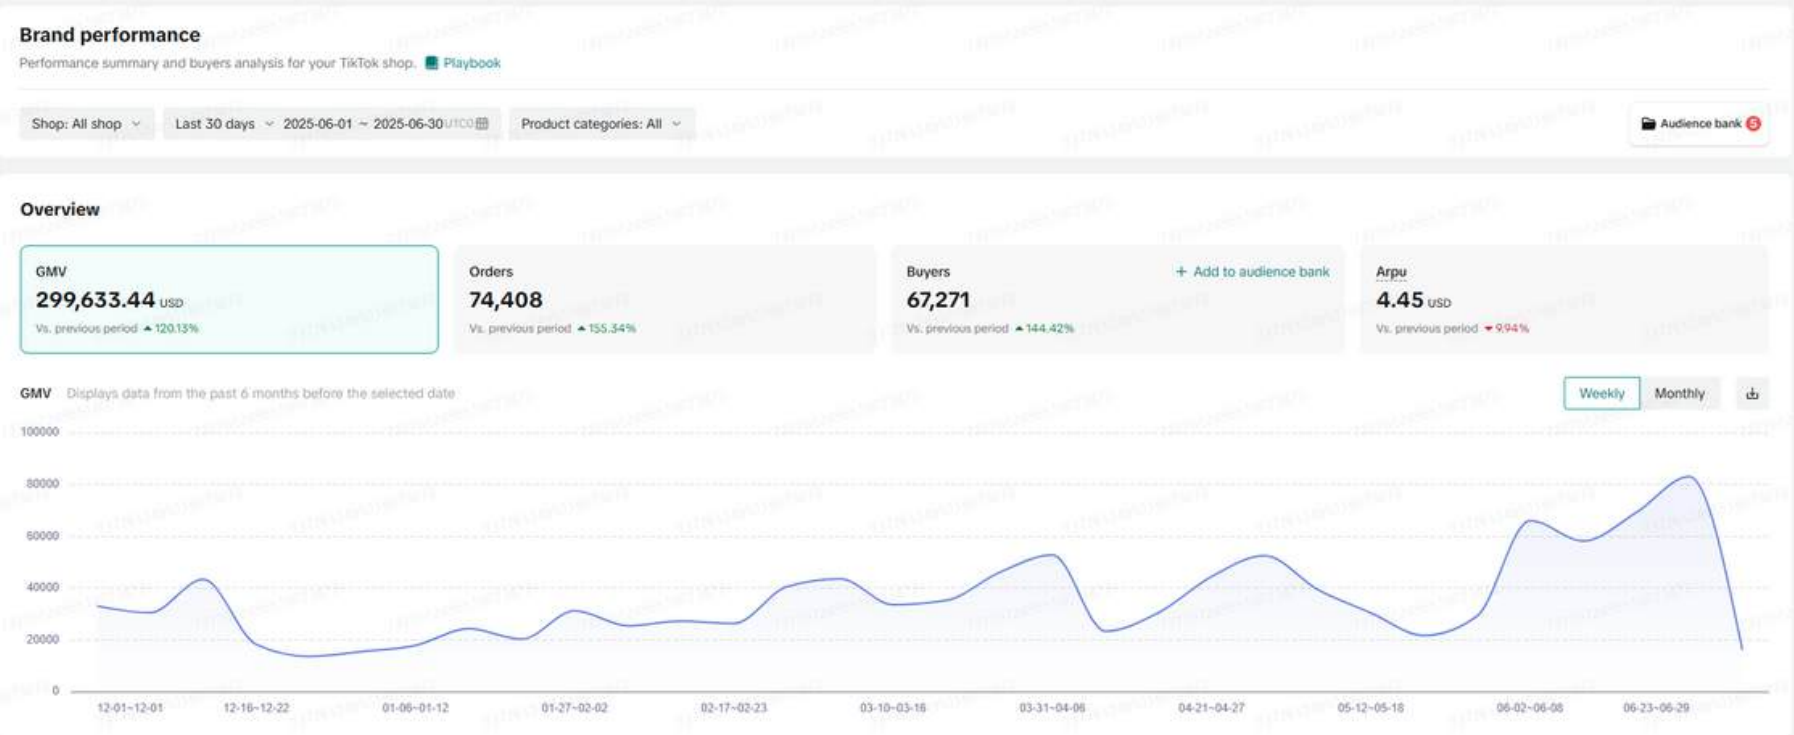 Brand performance
Performance summary and buyers analysis for your TikTok shop. Playbook
Shop: All shop Last 30 days 2025-06-01 ~ 2025-06-30 UTC0 Product categories: All Audience bank 5
Overview
GMV Orders Buyers + Add to audience bank Arpu
299,633.44 USD 74,408 67,271 4.45 USD
Vs. previous period 120.13% Vs. previous period 155.34% Vs. previous period 144.42% Vs. previous period 9.94%
GMV Displays data from the past 6 months before the selected date Weekly Monthly
100000
80000
60000
40000
20000
0
12-01~12-01 12-16~12-22 01-06~01-12 01-27~02-02 02-17~02-23 03-10~03-16 03-31~04-06 04-21~04-27 05-12~05-18 06-02~06-08 06-23~06-29